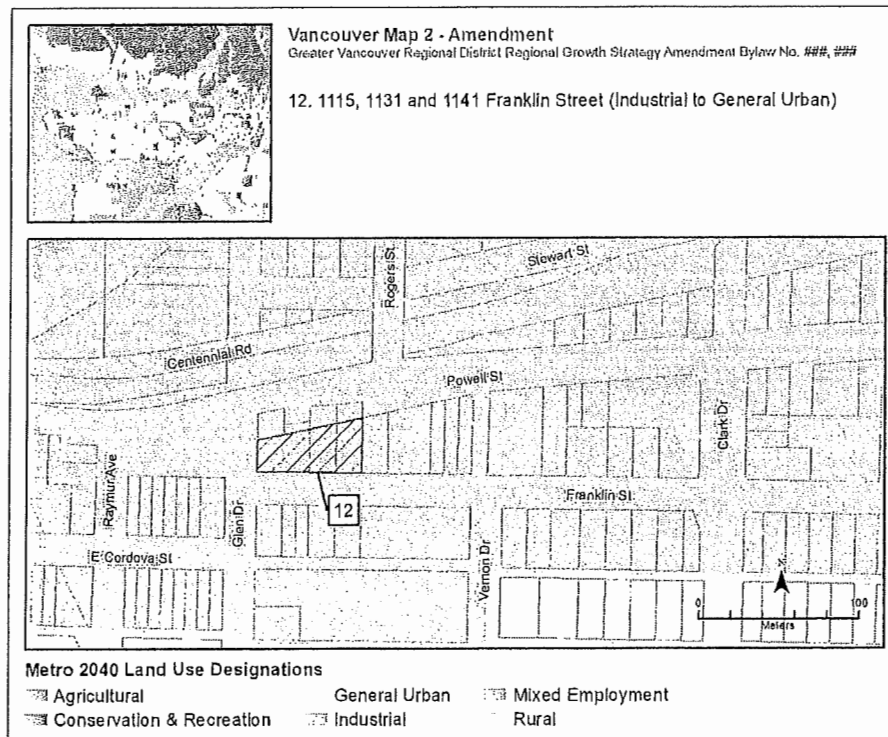 Vancouver Map 2 - Amendment
Greater Vancouver Regional District Regional Growth Strategy Amendment Bylaw No. ###, ###
12. 1115, 1131 and 1141 Franklin Street (Industrial to General Urban)
Stewart St
Rogers St.
Centennial Rd
Powell St
Clark Dr
Raymur Ave
Glen Dr
12
Franklin St
E Cordova St
Vernon Dr
N
0 100
Meters
Metro 2040 Land Use Designations
Agricultural General Urban Mixed Employment
Conservation & Recreation Industrial Rural